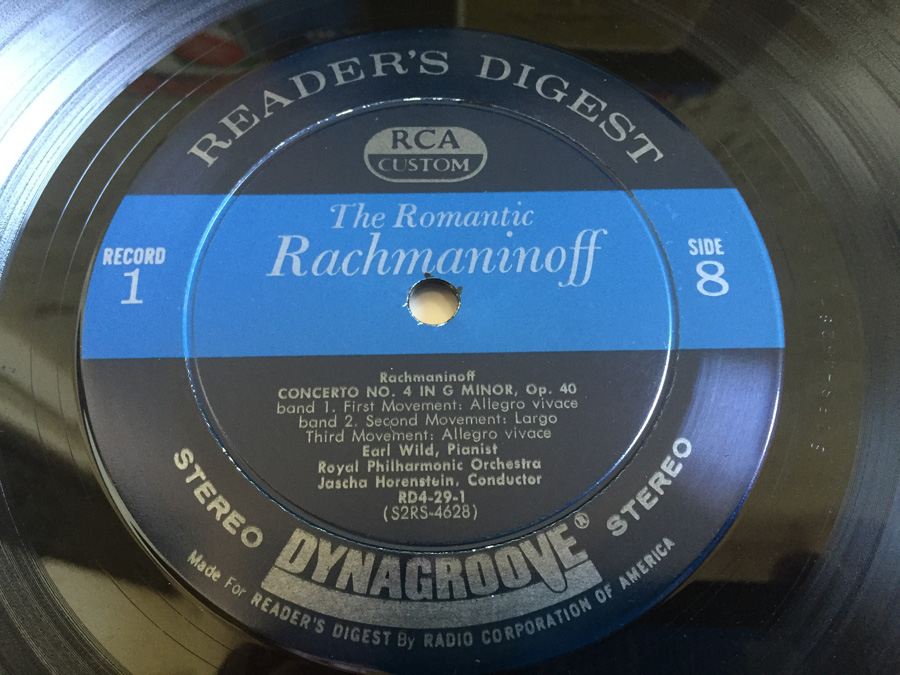 READER'S DIGEST
RCA
CUSTOM
The Romantic
Rachmaninoff
RECORD
1
SIDE
8
Rachmaninoff
CONCERTO NO. 4 IN G MINOR, Op. 40
band 1. First Movement: Allegro vivace
band 2. Second Movement: Largo
Third Movement: Allegro vivace
Earl Wild, Pianist
Royal Philharmonic Orchestra
Jascha Horenstein, Conductor
RD4-29-1
(S2RS-4628)
STEREO
STEREO
DYNAGROOVE®
Made For READER'S DIGEST By RADIO CORPORATION OF AMERICA